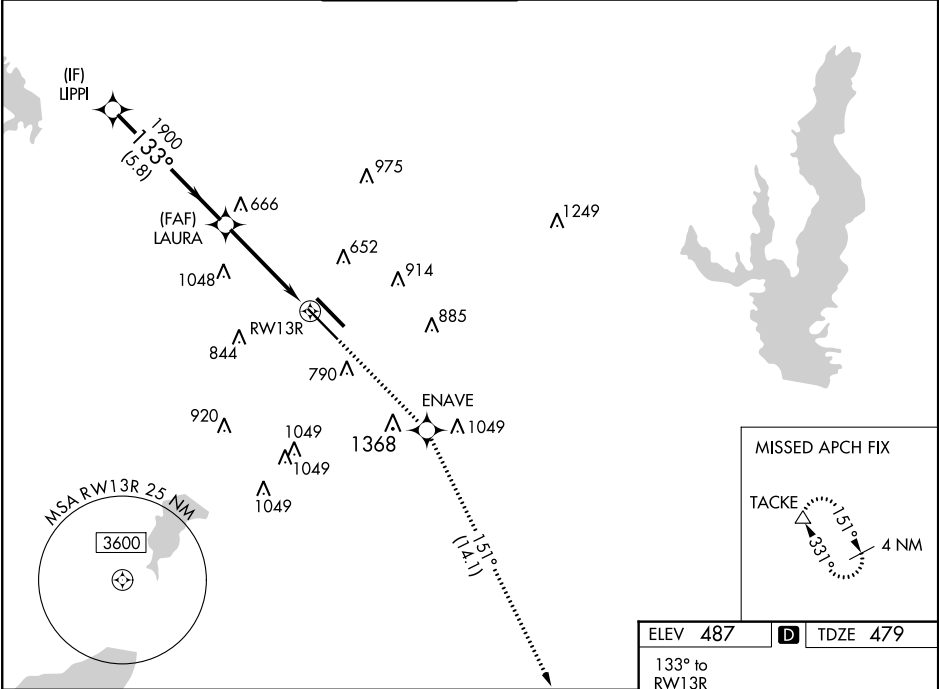 (IF)
LIPPI
1900
133°
(5.8)
975
666
1249
(FAF)
LAURA
652
1048
914
RW13R
885
844
790
ENAVE
920
1368
1049
1049
1049
1049
MSA RW13R 25 NM
3600
151°
(14.1)
MISSED APCH FIX
TACKE
151°
331°
4 NM
ELEV 487
D
TDZE 479
133° to
RW13R